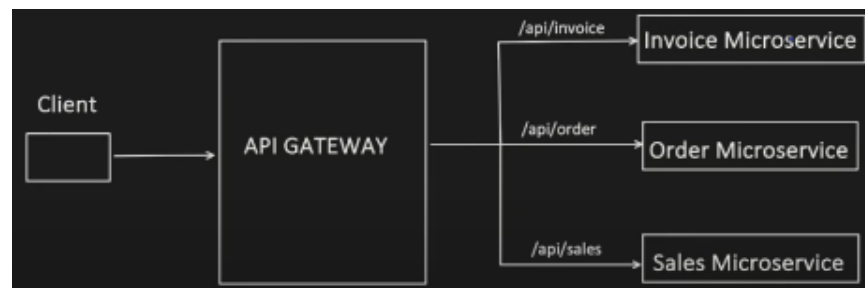 /api/invoice
Invoice Microservice
Client
API GATEWAY
/api/order
Order Microservice
/api/sales
Sales Microservice